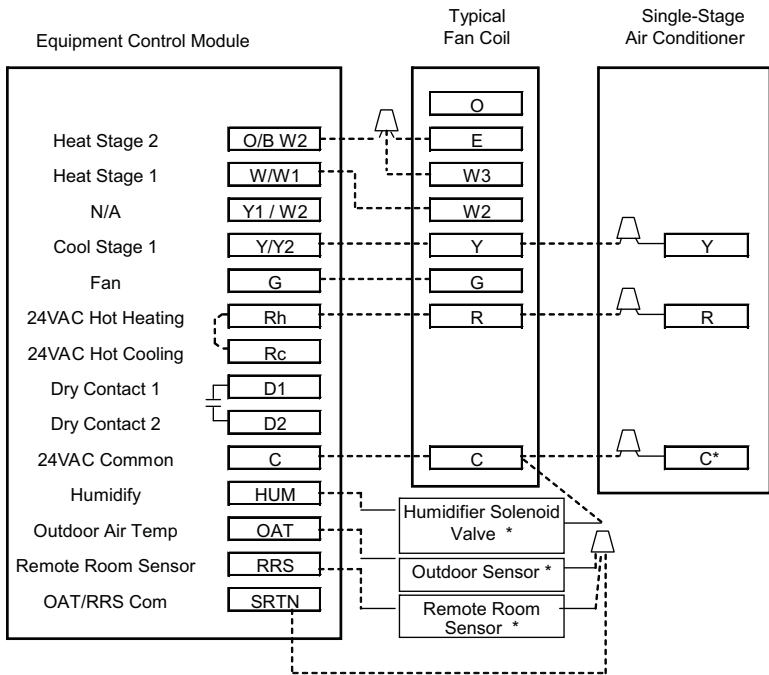 Equipment Control Module
Typical
Fan Coil
Single-Stage
Air Conditioner
O
Heat Stage 2 O/B W2 E
Heat Stage 1 W/W1 W3
N/A Y1 / W2 W2
Cool Stage 1 Y/Y2 Y Y
Fan G G
24VAC Hot Heating Rh R R
24VAC Hot Cooling Rc
Dry Contact 1 D1
Dry Contact 2 D2
24VAC Common C C C*
Humidify HUM
Humidifier Solenoid
Valve *
Outdoor Air Temp OAT
Outdoor Sensor *
Remote Room Sensor RRS
Remote Room
Sensor *
OAT/RRS Com SRTN